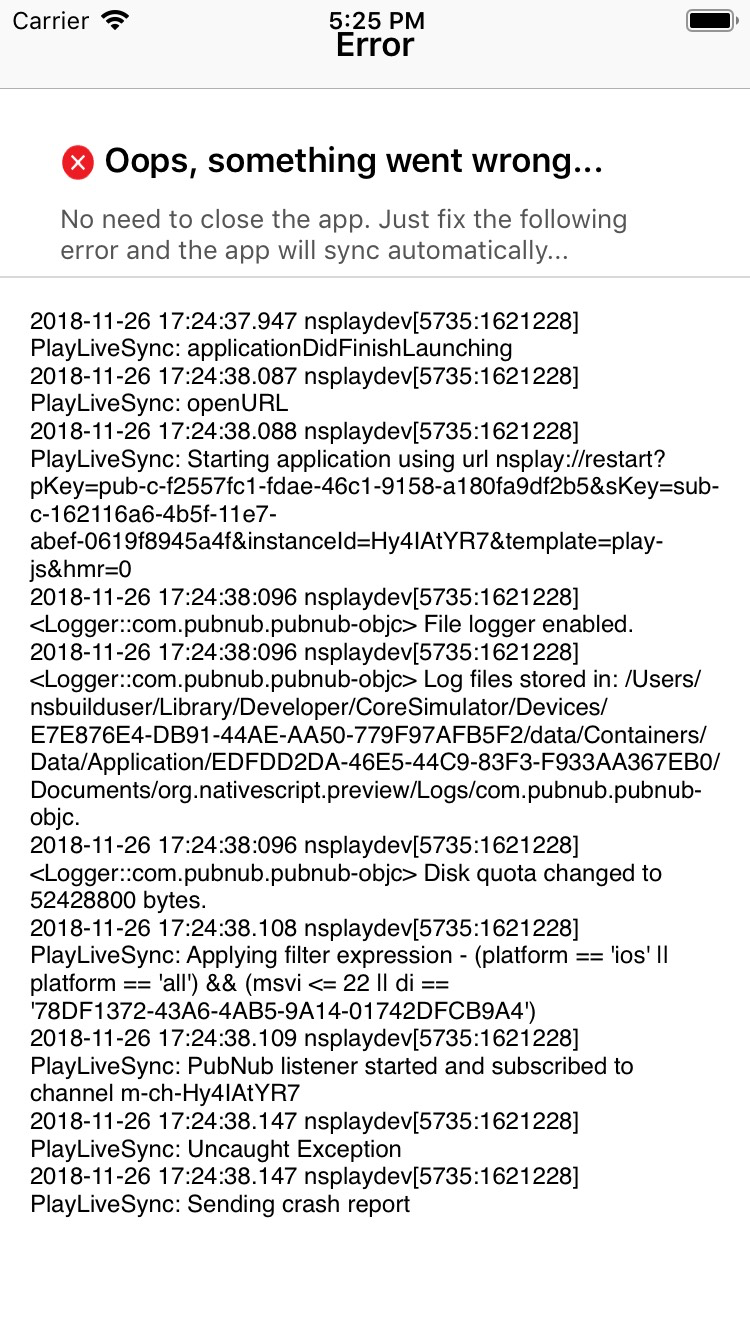 Carrier 5:25 PM
Error
Oops, something went wrong...
No need to close the app. Just fix the following
error and the app will sync automatically...
2018-11-26 17:24:37.947 nsplaydev[5735:1621228]
PlayLiveSync: applicationDidFinishLaunching
2018-11-26 17:24:38.087 nsplaydev[5735:1621228]
PlayLiveSync: openURL
2018-11-26 17:24:38.088 nsplaydev[5735:1621228]
PlayLiveSync: Starting application using url nsplay://restart?
pKey=pub-c-f2557fc1-fdae-46c1-9158-a180fa9df2b5&sKey=sub-
c-162116a6-4b5f-11e7-
abef-0619f8945a4f&instanceId=Hy4IAtYR7&template=play-
js&hmr=0
2018-11-26 17:24:38:096 nsplaydev[5735:1621228]
<Logger::com.pubnub.pubnub-objc> File logger enabled.
2018-11-26 17:24:38:096 nsplaydev[5735:1621228]
<Logger::com.pubnub.pubnub-objc> Log files stored in: /Users/
nsbuilduser/Library/Developer/CoreSimulator/Devices/
E7E876E4-DB91-44AE-AA50-779F97AFB5F2/data/Containers/
Data/Application/EDFDD2DA-46E5-44C9-83F3-F933AA367EB0/
Documents/org.nativescript.preview/Logs/com.pubnub.pubnub-
objc.
2018-11-26 17:24:38:096 nsplaydev[5735:1621228]
<Logger::com.pubnub.pubnub-objc> Disk quota changed to
52428800 bytes.
2018-11-26 17:24:38.108 nsplaydev[5735:1621228]
PlayLiveSync: Applying filter expression - (platform == 'ios' ||
platform == 'all') && (msvi <= 22 || di ==
'78DF1372-43A6-4AB5-9A14-01742DFCB9A4')
2018-11-26 17:24:38.109 nsplaydev[5735:1621228]
PlayLiveSync: PubNub listener started and subscribed to
channel m-ch-Hy4IAtYR7
2018-11-26 17:24:38.147 nsplaydev[5735:1621228]
PlayLiveSync: Uncaught Exception
2018-11-26 17:24:38.147 nsplaydev[5735:1621228]
PlayLiveSync: Sending crash report